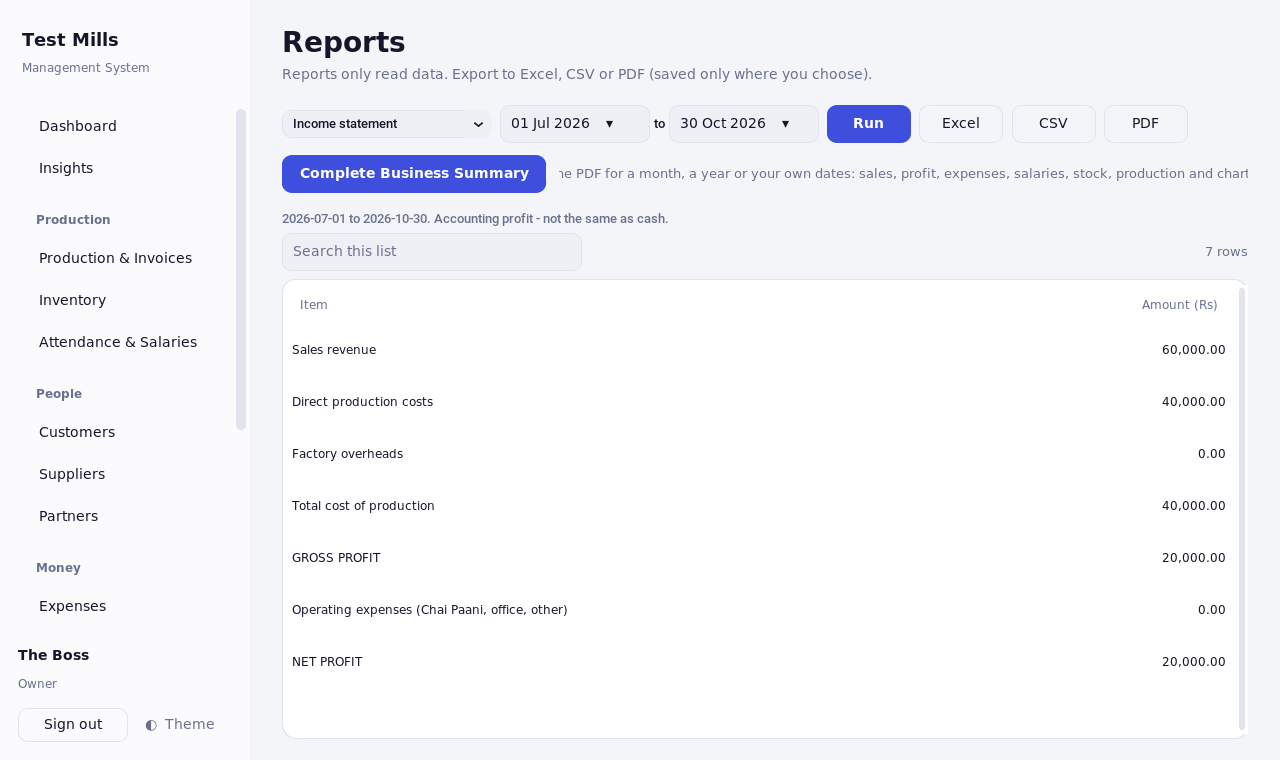 Test Mills
Management System
Dashboard
Insights
Production
Production & Invoices
Inventory
Attendance & Salaries
People
Customers
Suppliers
Partners
Money
Expenses
The Boss
Owner
Sign out
◐ Theme
Reports
Reports only read data. Export to Excel, CSV or PDF (saved only where you choose).
Income statement 01 Jul 2026 ▾ to 30 Oct 2026 ▾ Run Excel CSV PDF
Complete Business Summary PDF for a month, a year or your own dates: sales, profit, expenses, salaries, stock, production and
2026-07-01 to 2026-10-30. Accounting profit - not the same as cash.
Search this list 7 rows
Item Amount (Rs)
Sales revenue 60,000.00
Direct production costs 40,000.00
Factory overheads 0.00
Total cost of production 40,000.00
GROSS PROFIT 20,000.00
Operating expenses (Chai Paani, office, other) 0.00
NET PROFIT 20,000.00